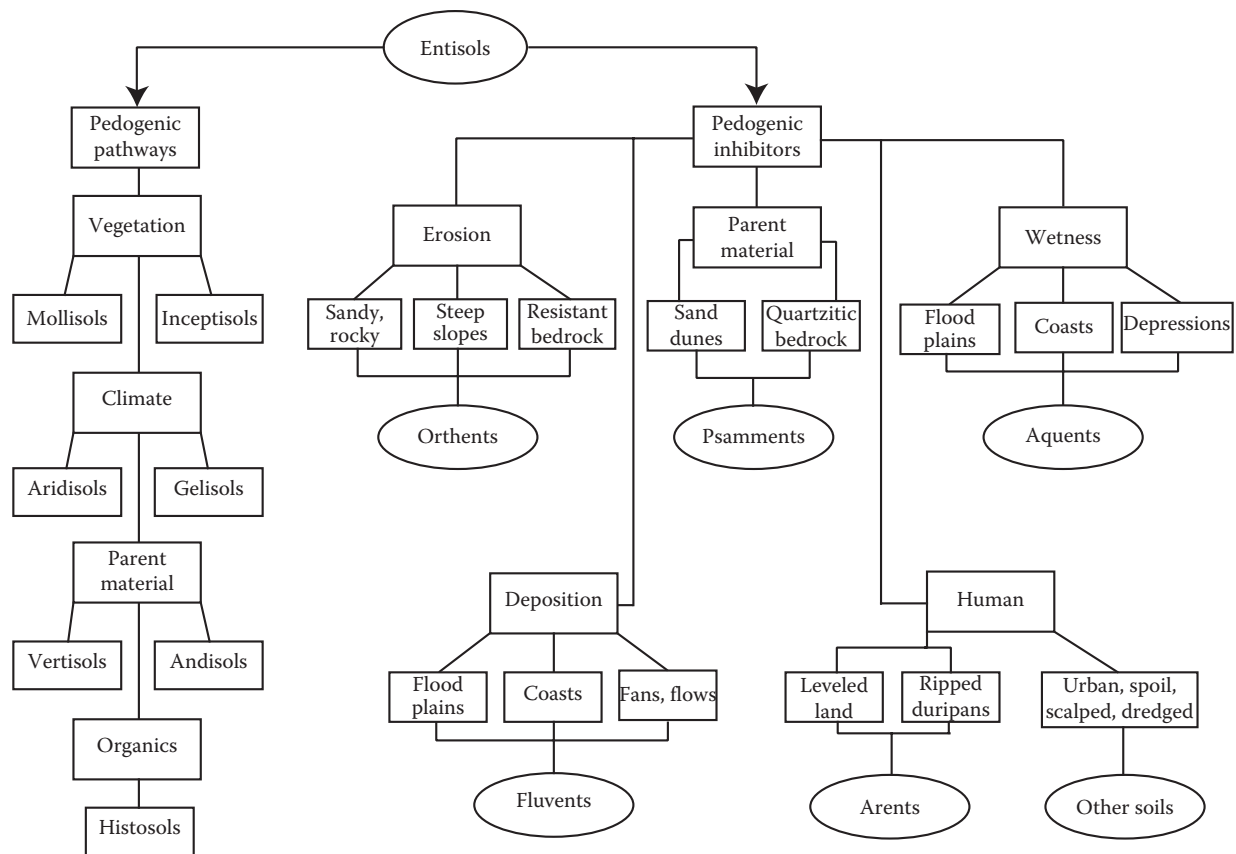 Entisols
Pedogenic
pathways
Vegetation
Mollisols
Inceptisols
Climate
Aridisols
Gelisols
Parent
material
Vertisols
Andisols
Organics
Histosols
Pedogenic
inhibitors
Erosion
Sandy,
rocky
Steep
slopes
Resistant
bedrock
Orthents
Parent
material
Sand
dunes
Quartzitic
bedrock
Psamments
Wetness
Flood
plains
Coasts
Depressions
Aquents
Deposition
Flood
plains
Coasts
Fans, flows
Fluvents
Human
Leveled
land
Ripped
duripans
Arents
Urban, spoil,
scalped, dredged
Other soils